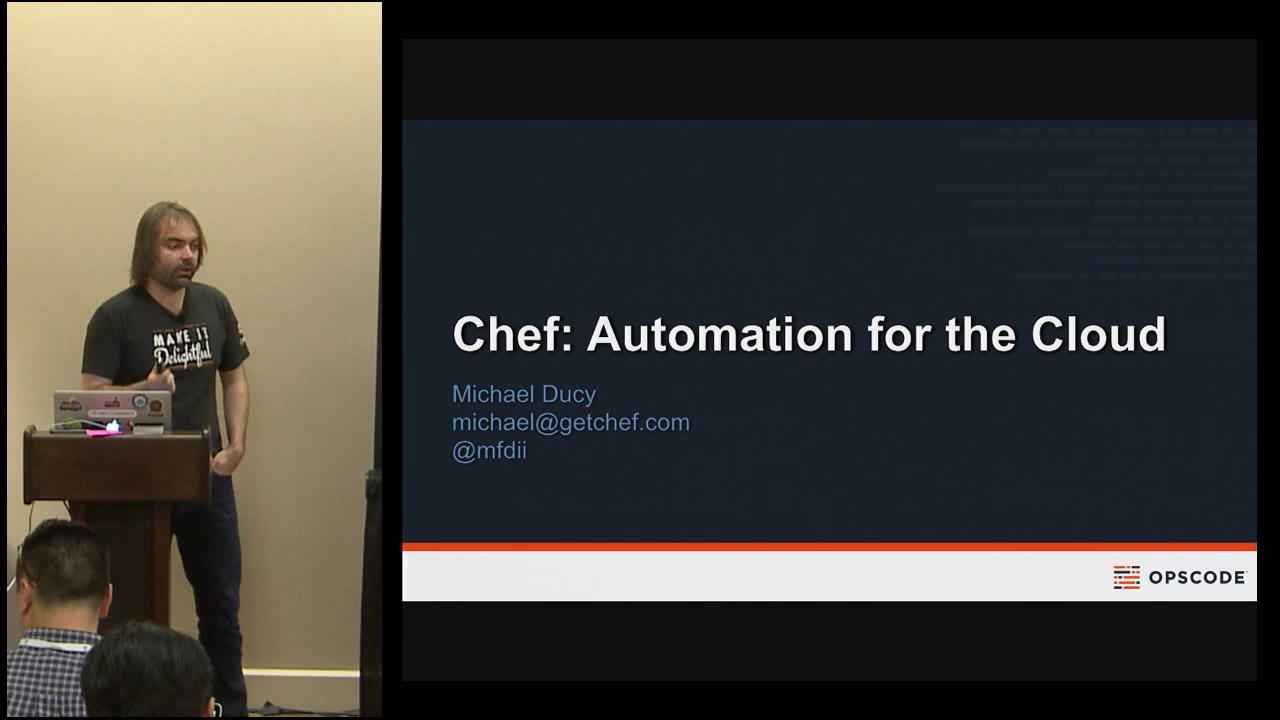 MAKE IT
Delightful
Chef: Automation for the Cloud
Michael Ducy
michael@getchef.com
@mfdii
OPSCODE